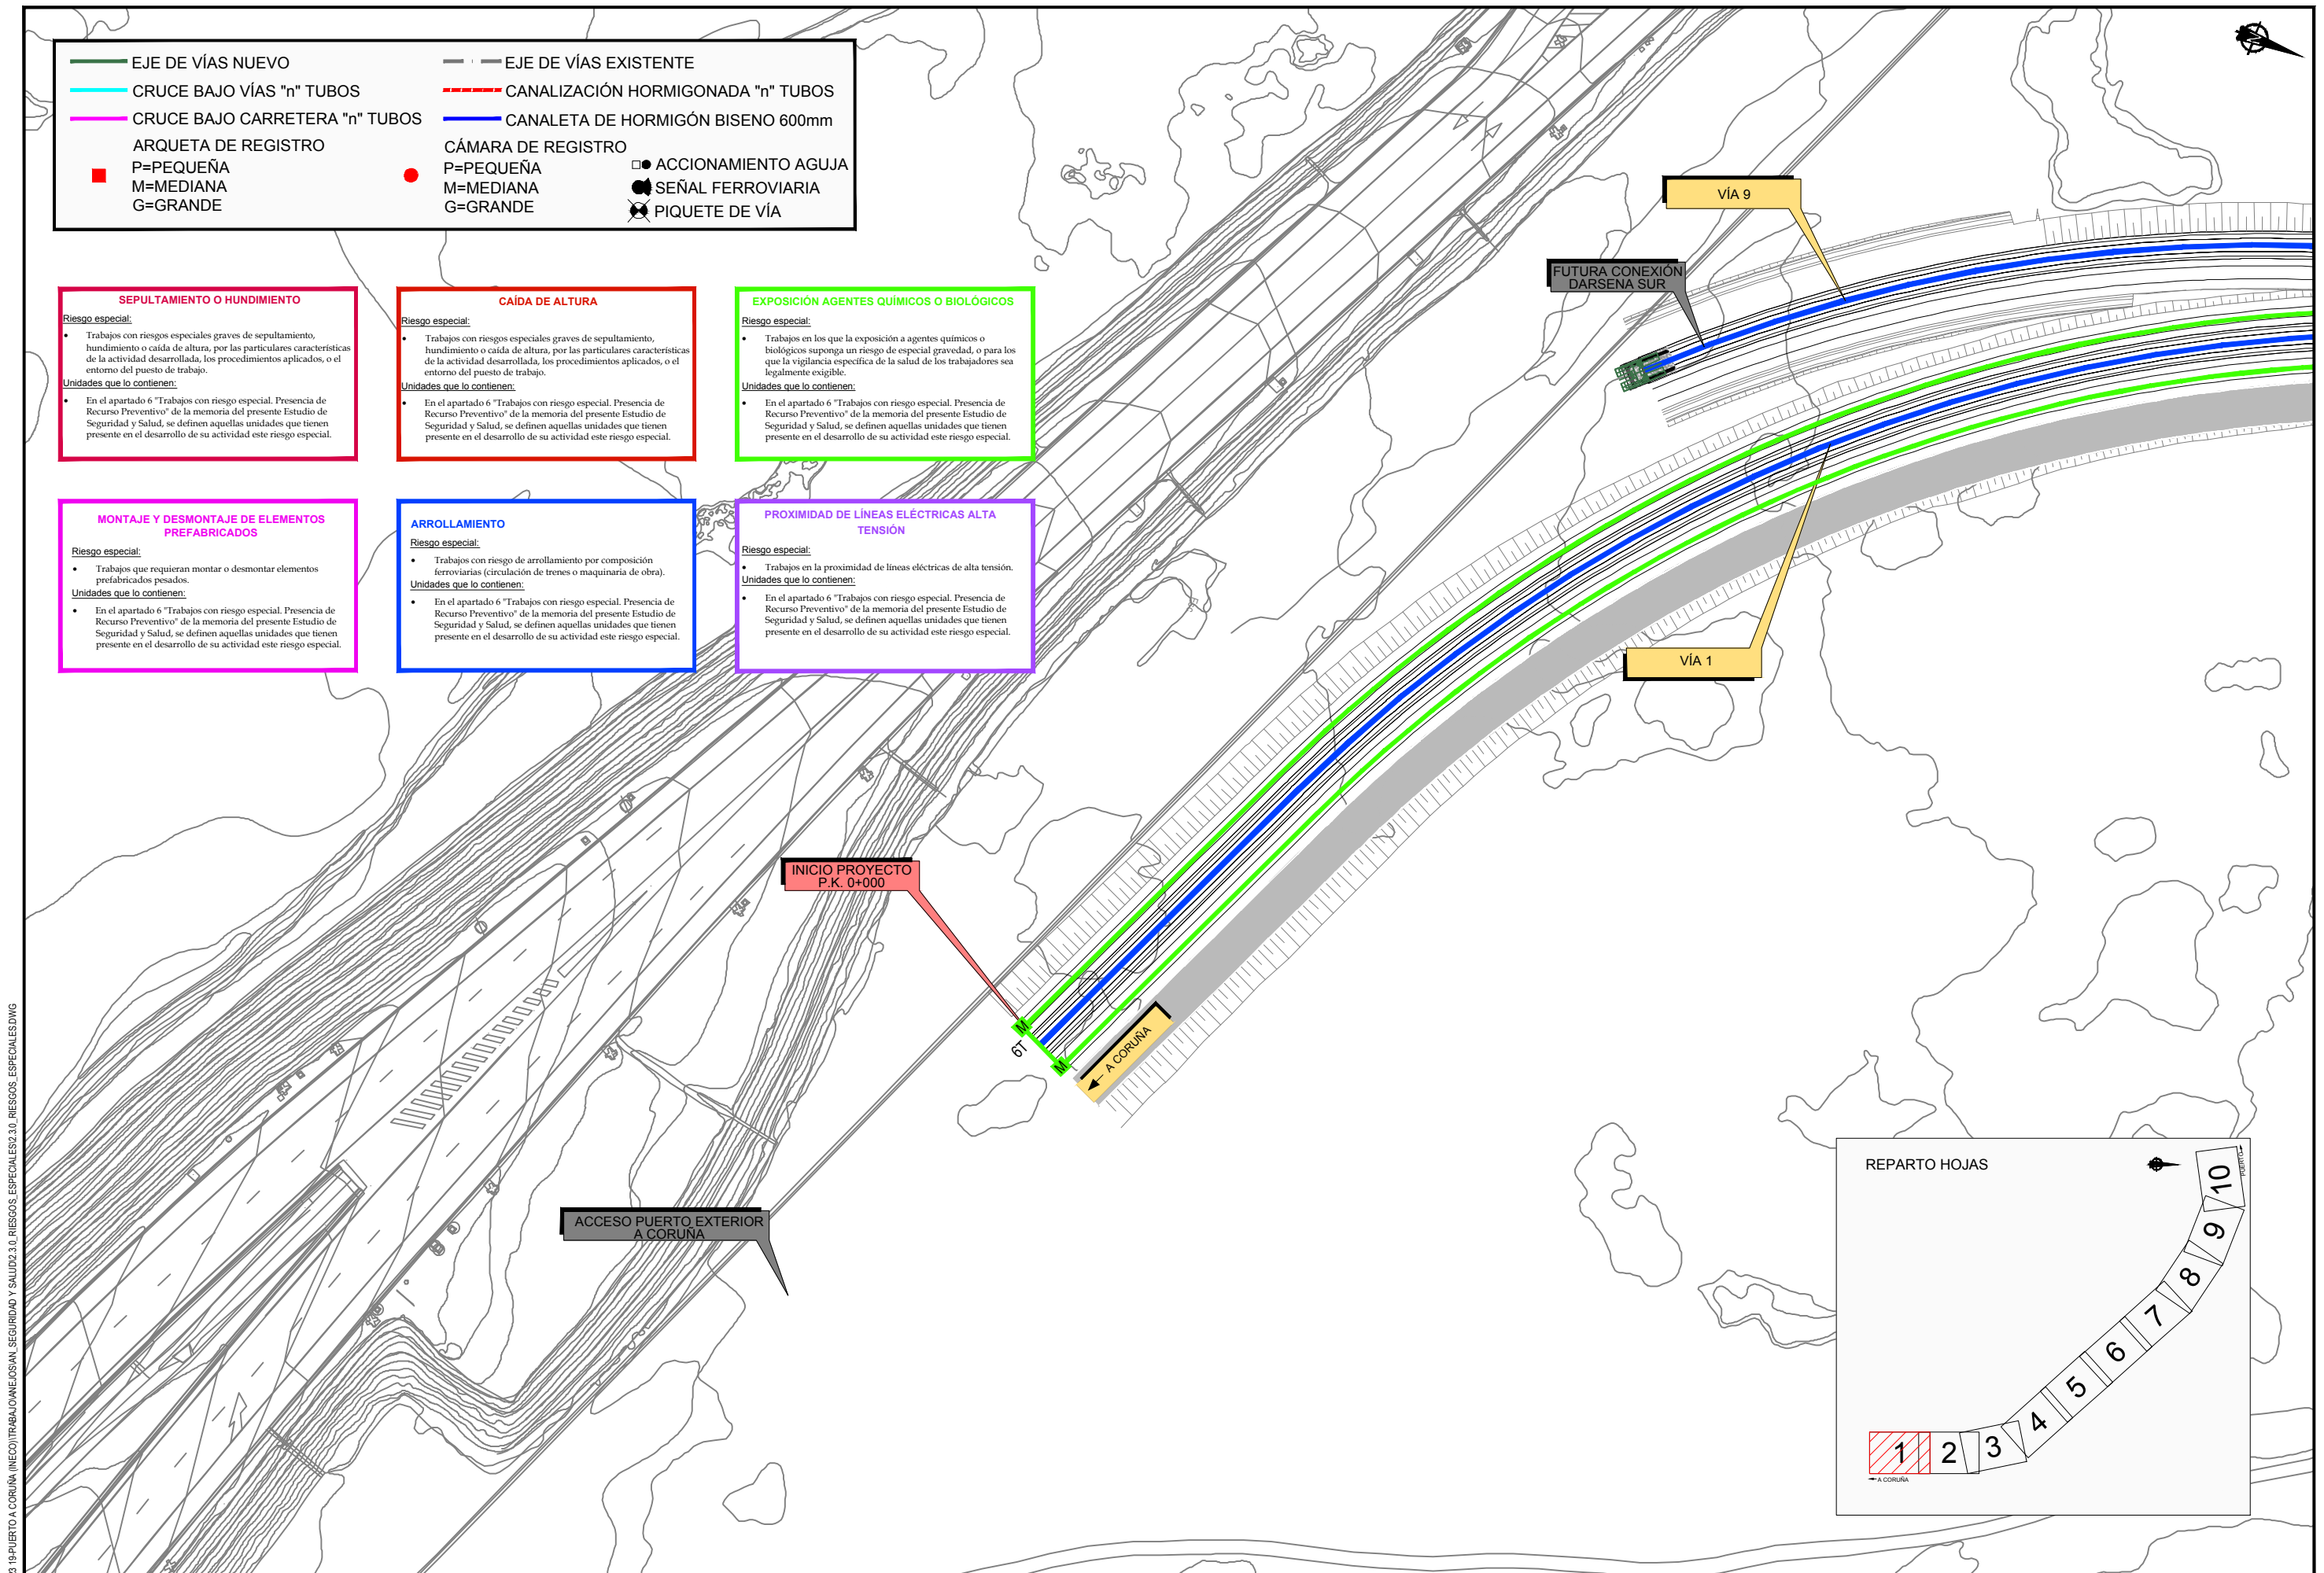 EJE DE VÍAS NUEVO
EJE DE VÍAS EXISTENTE
CRUCE BAJO VÍAS "n" TUBOS
CANALIZACIÓN HORMIGONADA "n" TUBOS
CRUCE BAJO CARRETERA "n" TUBOS
CANALETA DE HORMIGÓN BISENO 600mm
ARQUETA DE REGISTRO
P=PEQUEÑA
M=MEDIANA
G=GRANDE
CÁMARA DE REGISTRO
P=PEQUEÑA
M=MEDIANA
G=GRANDE
ACCIONAMIENTO AGUJA
SEÑAL FERROVIARIA
PIQUETE DE VÍA
SEPULTAMIENTO O HUNDIMIENTO
Riesgo especial:
• Trabajos con riesgos especiales graves de sepultamiento,
hundimiento o caída de altura, por las particulares características
de la actividad desarrollada, los procedimientos aplicados, o el
entorno del puesto de trabajo.
Unidades que lo contienen:
• En el apartado 6 "Trabajos con riesgo especial. Presencia de
Recurso Preventivo" de la memoria del presente Estudio de
Seguridad y Salud, se definen aquellas unidades que tienen
presente en el desarrollo de su actividad este riesgo especial.
CAÍDA DE ALTURA
Riesgo especial:
• Trabajos con riesgos especiales graves de sepultamiento,
hundimiento o caída de altura, por las particulares características
de la actividad desarrollada, los procedimientos aplicados, o el
entorno del puesto de trabajo.
Unidades que lo contienen:
• En el apartado 6 "Trabajos con riesgo especial. Presencia de
Recurso Preventivo" de la memoria del presente Estudio de
Seguridad y Salud, se definen aquellas unidades que tienen
presente en el desarrollo de su actividad este riesgo especial.
EXPOSICIÓN AGENTES QUÍMICOS O BIOLÓGICOS
Riesgo especial:
• Trabajos en los que la exposición a agentes químicos o
biológicos suponga un riesgo de especial gravedad, o para los
que la vigilancia específica de la salud de los trabajadores sea
legalmente exigible.
Unidades que lo contienen:
• En el apartado 6 "Trabajos con riesgo especial. Presencia de
Recurso Preventivo" de la memoria del presente Estudio de
Seguridad y Salud, se definen aquellas unidades que tienen
presente en el desarrollo de su actividad este riesgo especial.
MONTAJE Y DESMONTAJE DE ELEMENTOS
PREFABRICADOS
Riesgo especial:
• Trabajos que requieran montar o desmontar elementos
prefabricados pesados.
Unidades que lo contienen:
• En el apartado 6 "Trabajos con riesgo especial. Presencia de
Recurso Preventivo" de la memoria del presente Estudio de
Seguridad y Salud, se definen aquellas unidades que tienen
presente en el desarrollo de su actividad este riesgo especial.
ARROLLAMIENTO
Riesgo especial:
• Trabajos con riesgo de arrollamiento por composición
ferroviarias (circulación de trenes o maquinaria de obra).
Unidades que lo contienen:
• En el apartado 6 "Trabajos con riesgo especial. Presencia de
Recurso Preventivo" de la memoria del presente Estudio de
Seguridad y Salud, se definen aquellas unidades que tienen
presente en el desarrollo de su actividad este riesgo especial.
PROXIMIDAD DE LÍNEAS ELÉCTRICAS ALTA
TENSIÓN
Riesgo especial:
• Trabajos en la proximidad de líneas eléctricas de alta tensión.
Unidades que lo contienen:
• En el apartado 6 "Trabajos con riesgo especial. Presencia de
Recurso Preventivo" de la memoria del presente Estudio de
Seguridad y Salud, se definen aquellas unidades que tienen
presente en el desarrollo de su actividad este riesgo especial.
VÍA 9
FUTURA CONEXIÓN
DARSENA SUR
VÍA 1
INICIO PROYECTO
P.K. 0+000
M
6T
M
A CORUÑA
ACCESO PUERTO EXTERIOR
A CORUÑA
REPARTO HOJAS
PUERTO
10
9
8
7
6
5
4
3
2
1
A CORUÑA
19-PUERTO A CORUÑA (INECO)\TRABAJO\ANEJOS\AN_SEGURIDAD Y SALUD\2.3.0_RIESGOS_ESPECIALES\2.3.0_RIESGOS_ESPECIALES.DWG